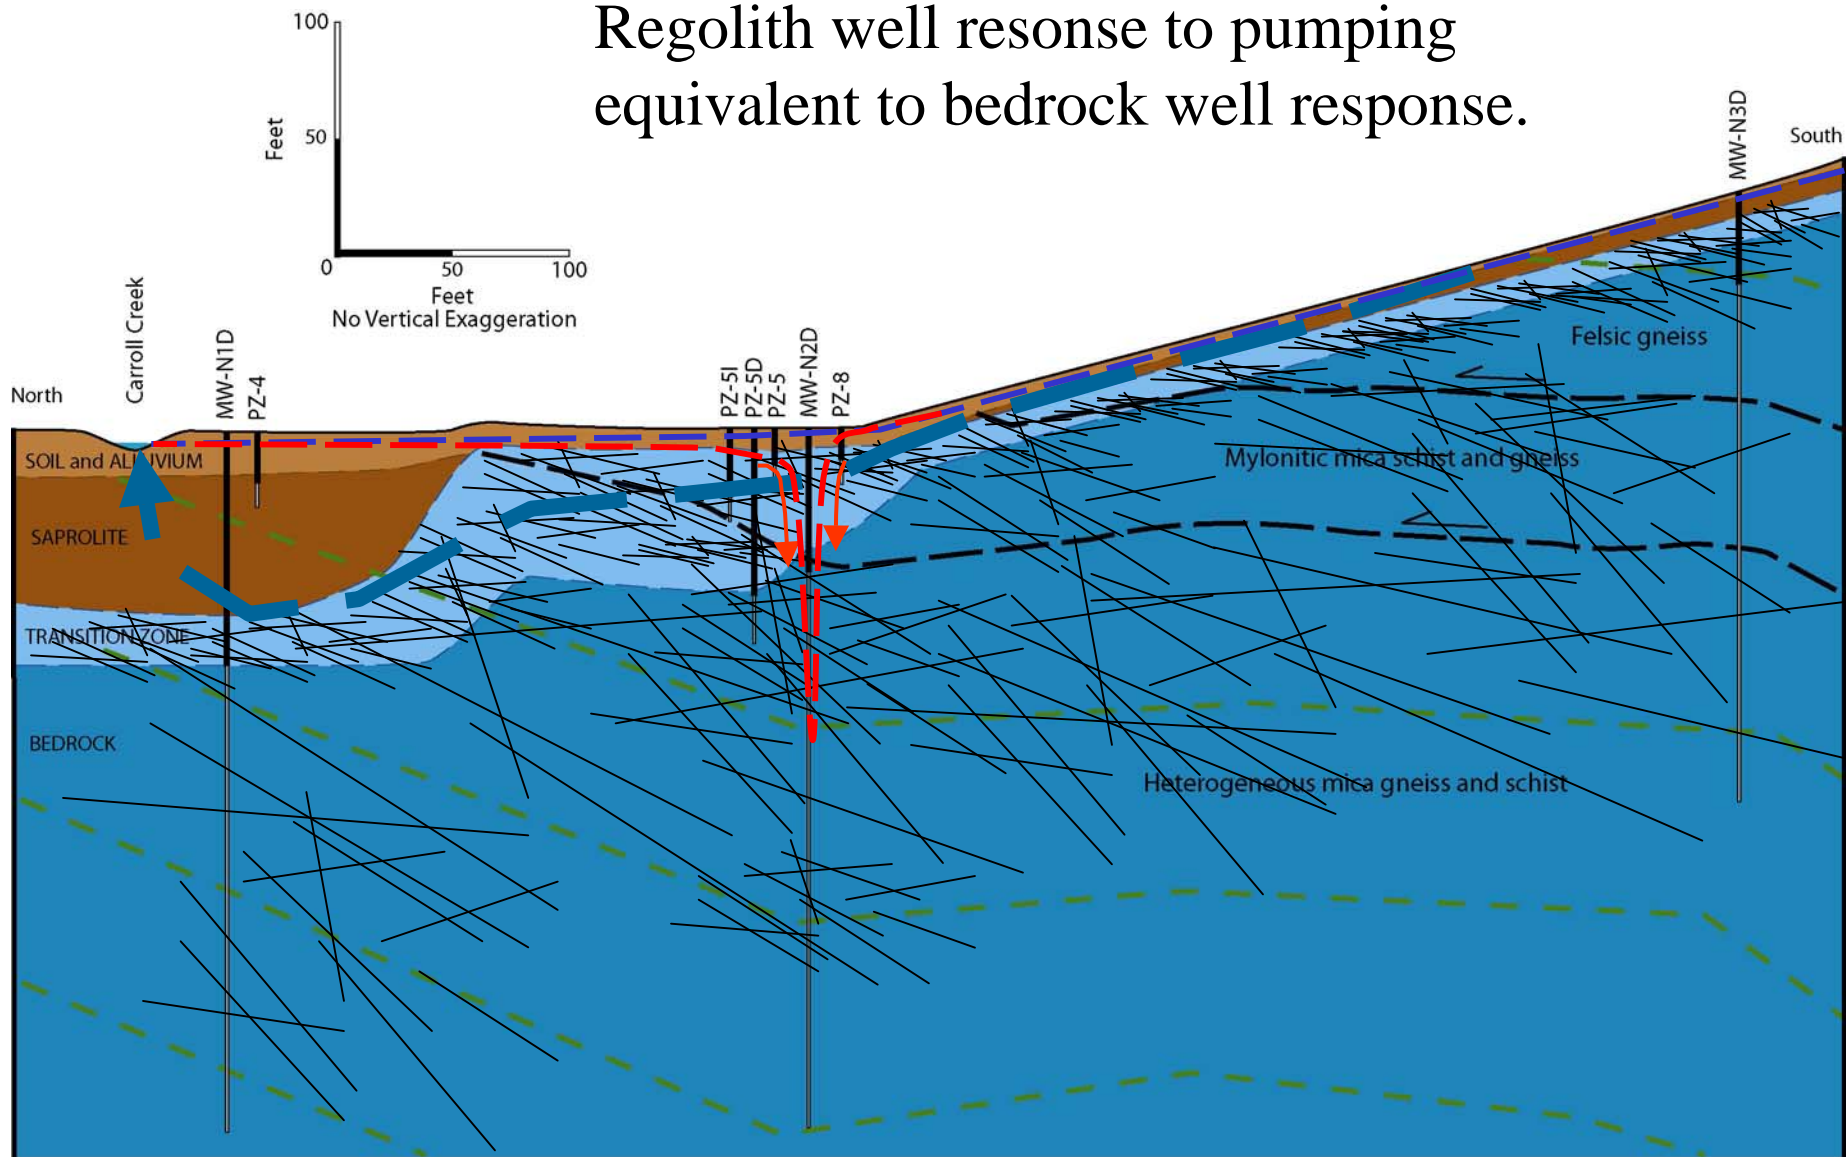 Regolith well resonse to pumping
equivalent to bedrock well response.
100
50
Feet
0
50
100
Feet
No Vertical Exaggeration
North
South
Carroll Creek
MW-N1D
PZ-4
PZ-5I
PZ-5D
PZ-5
MW-N2D
PZ-8
MW-N3D
SOIL and ALLUVIUM
SAPROLITE
TRANSITION ZONE
BEDROCK
Felsic gneiss
Mylonitic mica schist and gneiss
Heterogeneous mica gneiss and schist